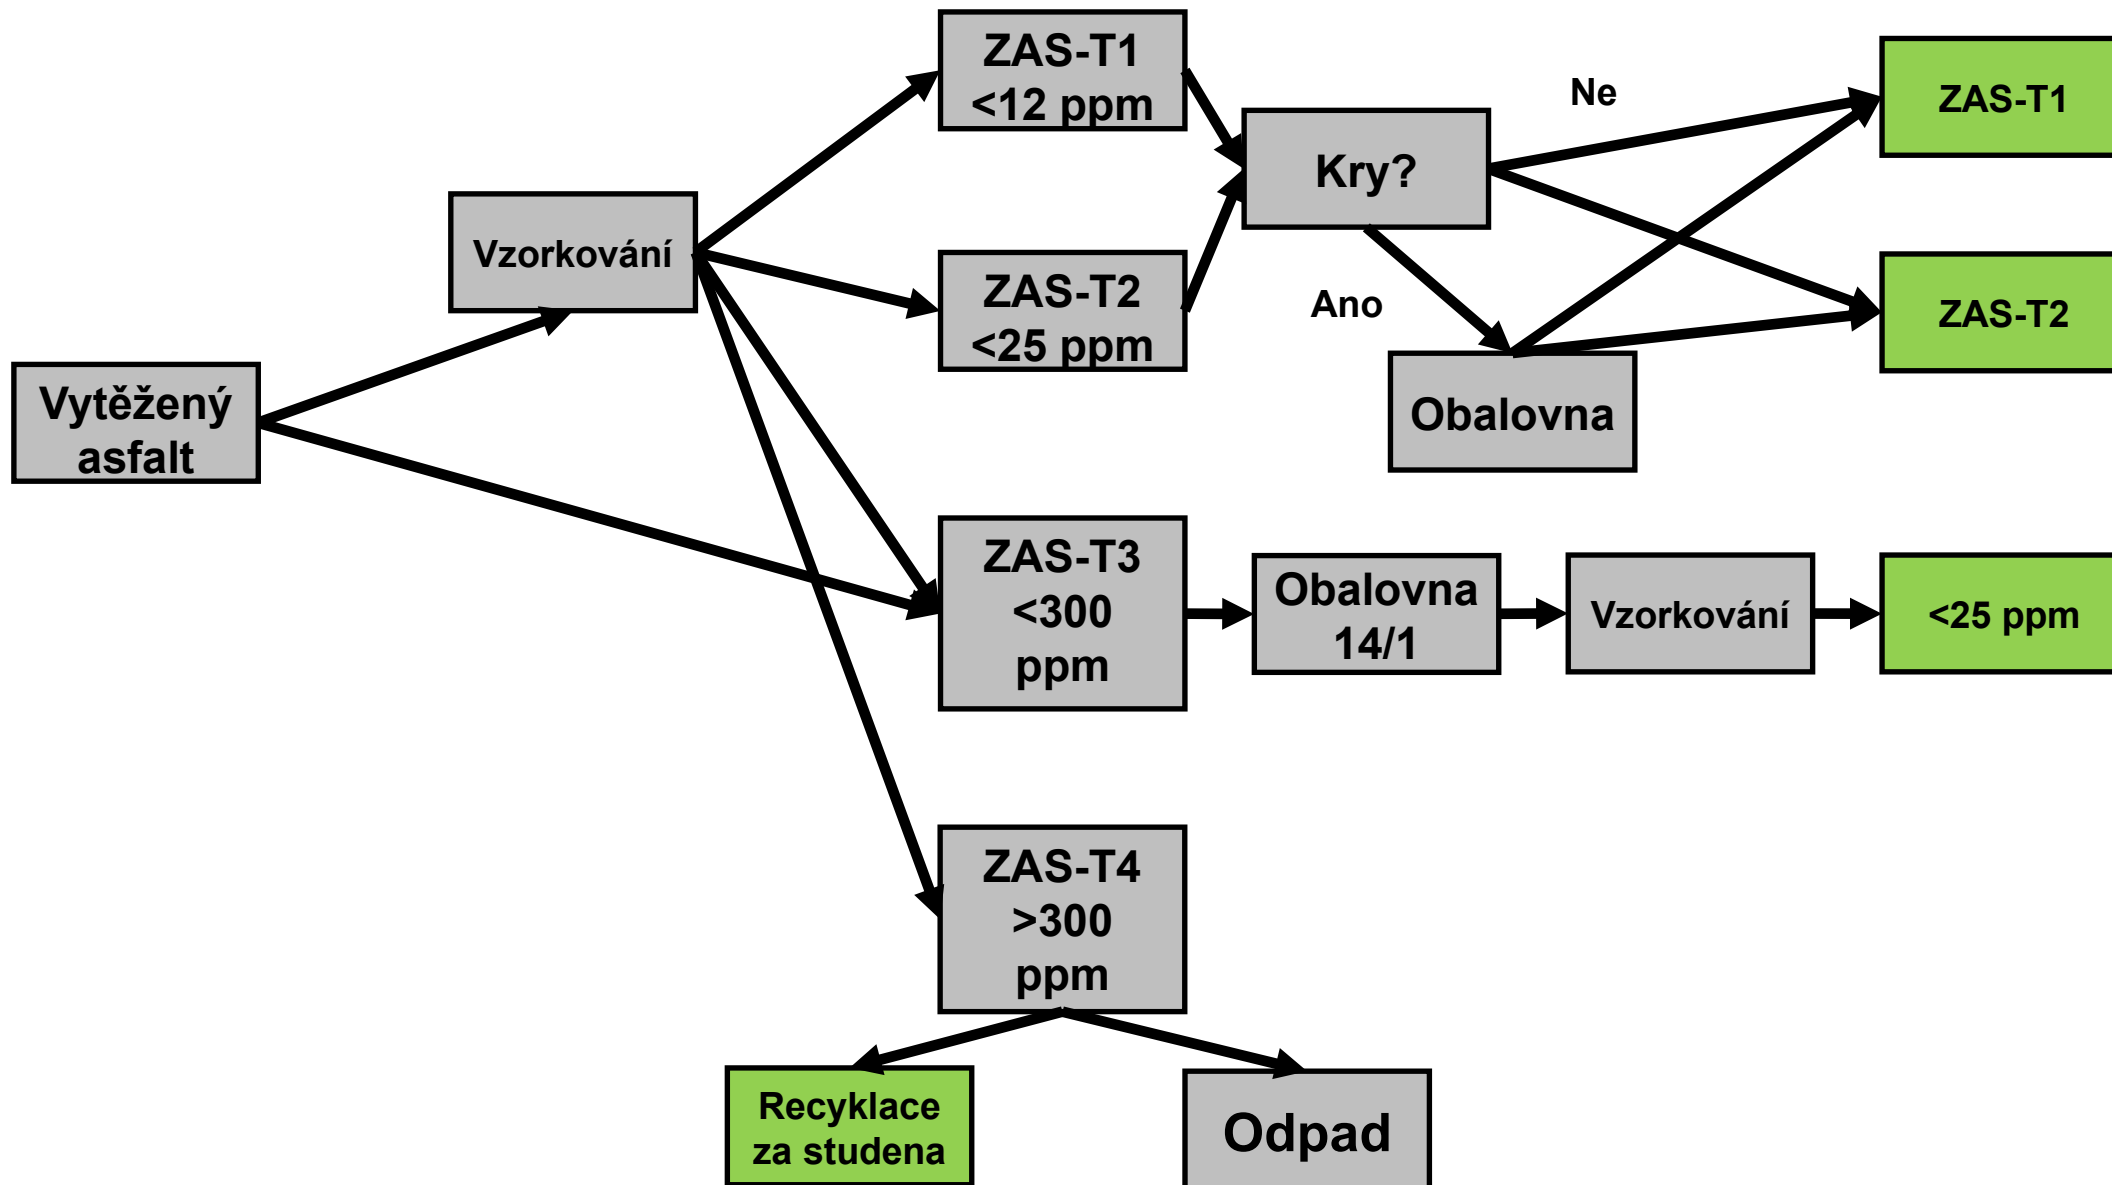 ZAS-T1
<12 ppm
Ne
ZAS-T1
Kry?
Vzorkování
ZAS-T2
<25 ppm
Ano
ZAS-T2
Vytěžený
asfalt
Obalovna
ZAS-T3
<300
ppm
Obalovna
14/1
Vzorkování
<25 ppm
ZAS-T4
>300
ppm
Recyklace
za studena
Odpad